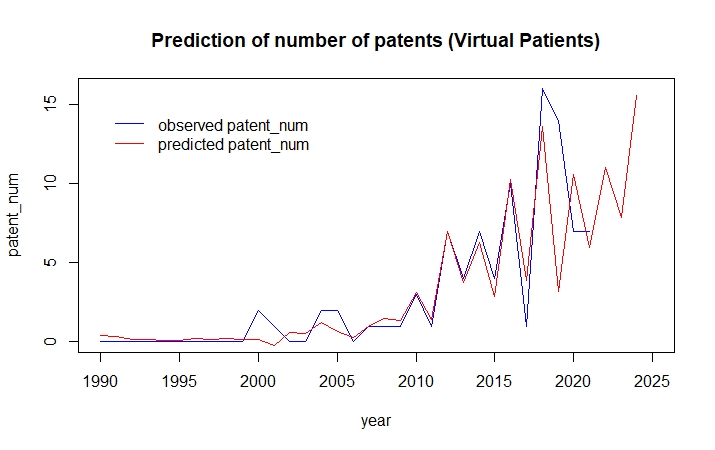 Prediction of number of patents (Virtual Patients)
15
10
5
0
patent_num
observed patent_num
predicted patent_num
1990 1995 2000 2005 2010 2015 2020 2025
year